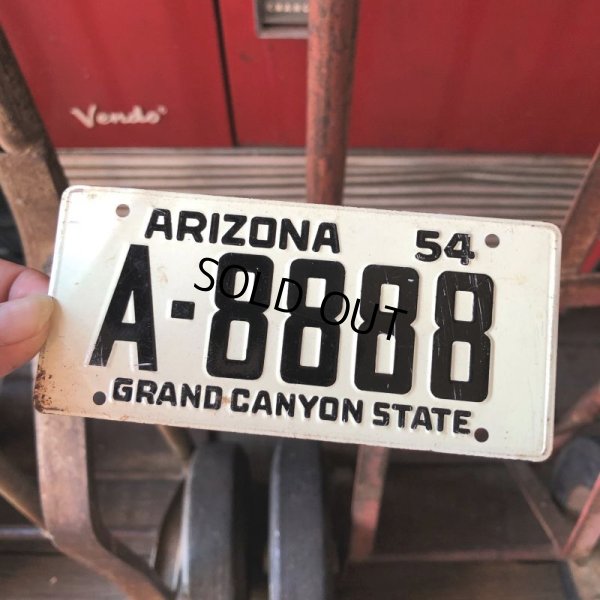 Vendo
ARIZONA 54
A-8888
SOLD OUT
GRAND CANYON STATE